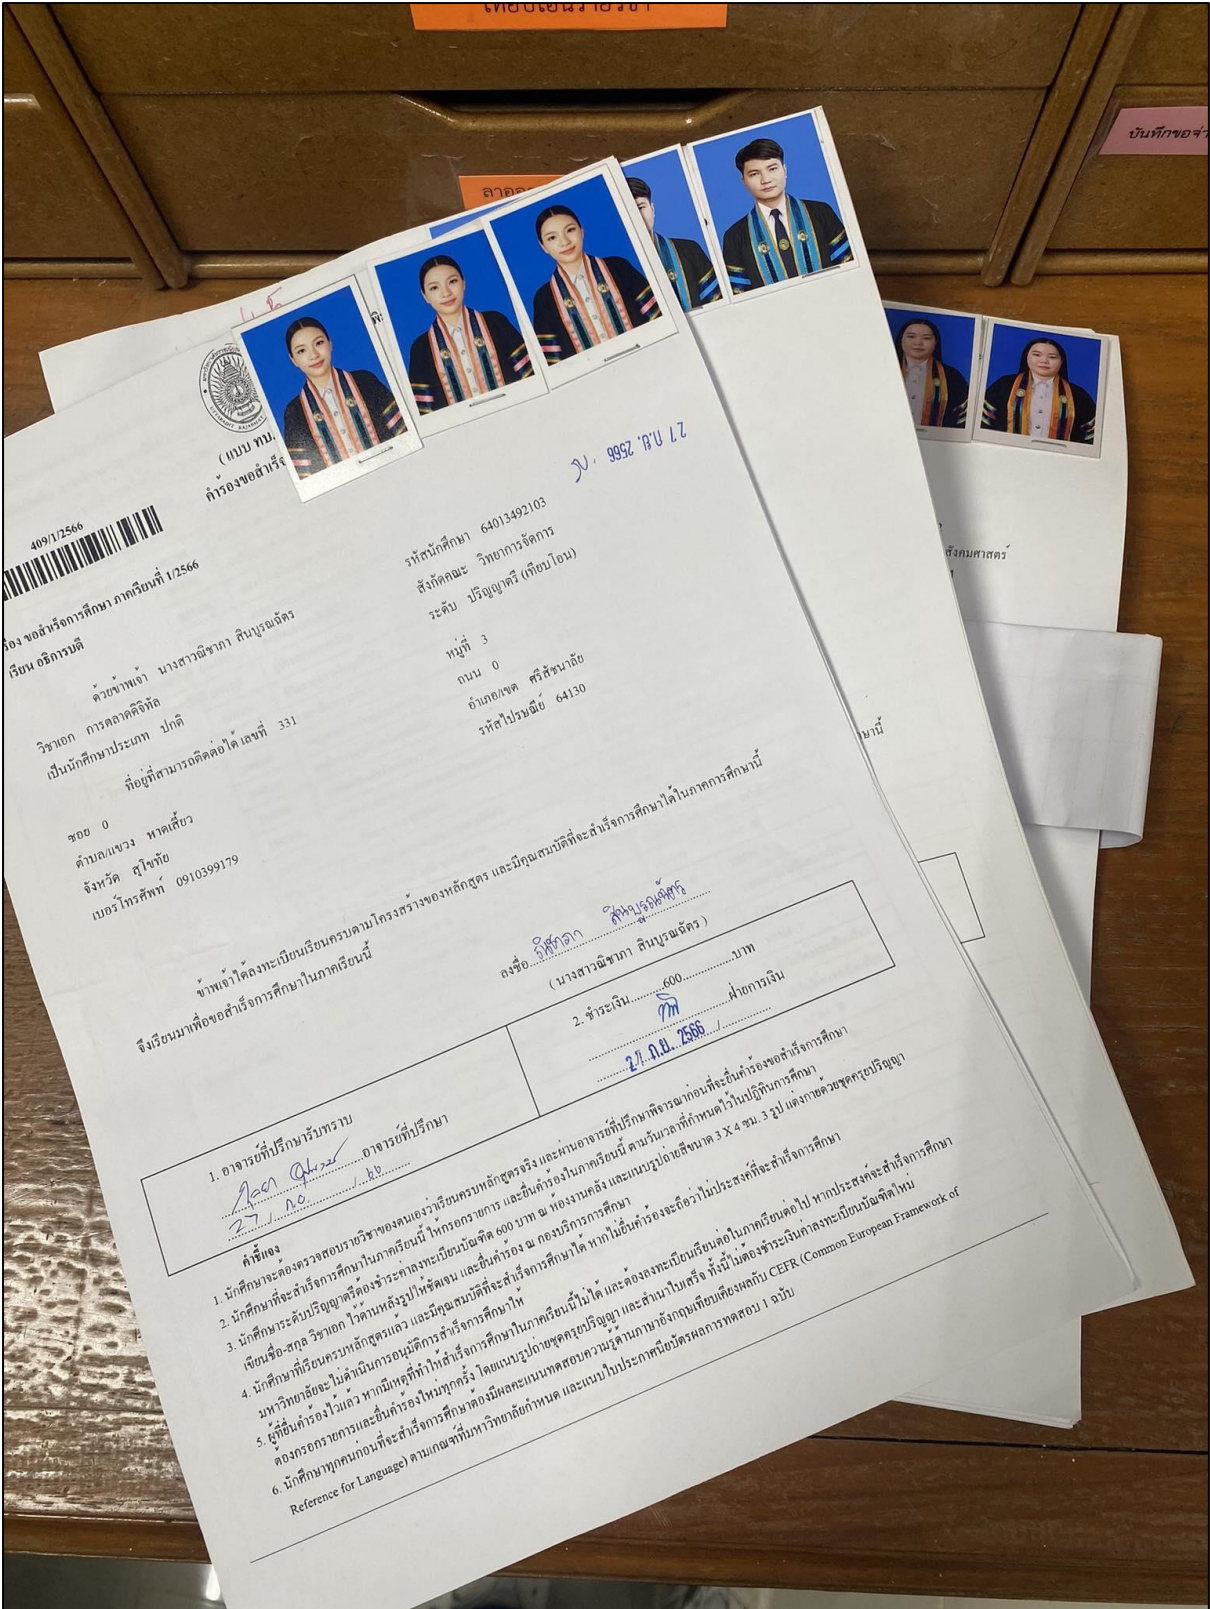 เทียบโอนรายวิชา
บันทึกขอจ่า
ลาออก
UTTARADIT RAJABHAT
(แบบ ทบ.
คำร้องขอสำเร็จ
27 ก.ย. 2566
409/1/2566
รหัสนักศึกษา 64013492103
สังกัดคณะ วิทยาการจัดการ
ระดับ ปริญญาตรี (เทียบโอน)
รื่อง ขอสำเร็จการศึกษา ภาคเรียนที่ 1/2566
เรียน อธิการบดี
ด้วยข้าพเจ้า นางสาวณิชาภา สินบูรณฉัตร
วิชาเอก การตลาดดิจิทัล
เป็นนักศึกษาประเภท ปกติ
ที่อยู่ที่สามารถติดต่อได้ เลขที่ 331
หมู่ที่ 3
ซอย 0
ถนน 0
ตำบล/แขวง หาดเสี้ยว
อำเภอ/เขต ศรีสัชนาลัย
จังหวัด สุโขทัย
รหัสไปรษณีย์ 64130
เบอร์โทรศัพท์ 0910399179
ข้าพเจ้าได้ลงทะเบียนเรียนครบตามโครงสร้างของหลักสูตร และมีคุณสมบัติที่จะสำเร็จการศึกษาได้ในภาคการศึกษานี้
จึงเรียนมาเพื่อขอสำเร็จการศึกษาในภาคเรียนนี้
ลงชื่อ ณิชาภา สินบูรณฉัตร
(นางสาวณิชาภา สินบูรณฉัตร)
1. อาจารย์ที่ปรึกษารับทราบ
อาจารย์ที่ปรึกษา
27 / ก.ย. / 66
2. ชำระเงิน 600 บาท
ฝ่ายการเงิน
27 ก.ย. 2566
คำชี้แจง
1. นักศึกษาจะต้องตรวจสอบรายวิชาของตนเองว่าเรียนครบหลักสูตรจริง และผ่านอาจารย์ที่ปรึกษาพิจารณาก่อนที่จะยื่นคำร้องขอสำเร็จการศึกษา
2. นักศึกษาที่จะสำเร็จการศึกษาในภาคเรียนนี้ ให้กรอกรายการ และยื่นคำร้องในภาคเรียนนี้ ตามวันเวลาที่กำหนดไว้ในปฏิทินการศึกษา
3. นักศึกษาระดับปริญญาตรีต้องชำระค่าลงทะเบียนบัณฑิต 600 บาท ณ ห้องงานคลัง และแนบรูปถ่ายสีขนาด 3 X 4 ซม. 3 รูป แต่งกายด้วยชุดครุยปริญญา
เขียนชื่อ-สกุล วิชาเอก ไว้ด้านหลังรูปให้ชัดเจน และยื่นคำร้อง ณ กองบริการการศึกษา
4. นักศึกษาที่เรียนครบหลักสูตรแล้ว และมีคุณสมบัติที่จะสำเร็จการศึกษาได้ หากไม่ยื่นคำร้องจะถือว่าไม่ประสงค์ที่จะสำเร็จการศึกษา
มหาวิทยาลัยจะไม่ดำเนินการอนุมัติการสำเร็จการศึกษาให้
5. ผู้ที่ยื่นคำร้องไว้แล้ว หากมีเหตุที่ทำให้สำเร็จการศึกษาในภาคเรียนนี้ไม่ได้ และต้องลงทะเบียนเรียนต่อในภาคเรียนต่อไป หากประสงค์จะสำเร็จการศึกษา
ต้องกรอกรายการและยื่นคำร้องใหม่ทุกครั้ง โดยแนบรูปถ่ายชุดครุยปริญญา และสำเนาใบเสร็จ ทั้งนี้ไม่ต้องชำระเงินค่าลงทะเบียนบัณฑิตใหม่
6. นักศึกษาทุกคนก่อนที่จะสำเร็จการศึกษาต้องมีผลคะแนนทดสอบความรู้ด้านภาษาอังกฤษเทียบเคียงผลกับ CEFR (Common European Framework of
Reference for Language) ตามเกณฑ์ที่มหาวิทยาลัยกำหนด และแนบใบประกาศนียบัตรผลการทดสอบ 1 ฉบับ
สังคมศาสตร์
ษานี้